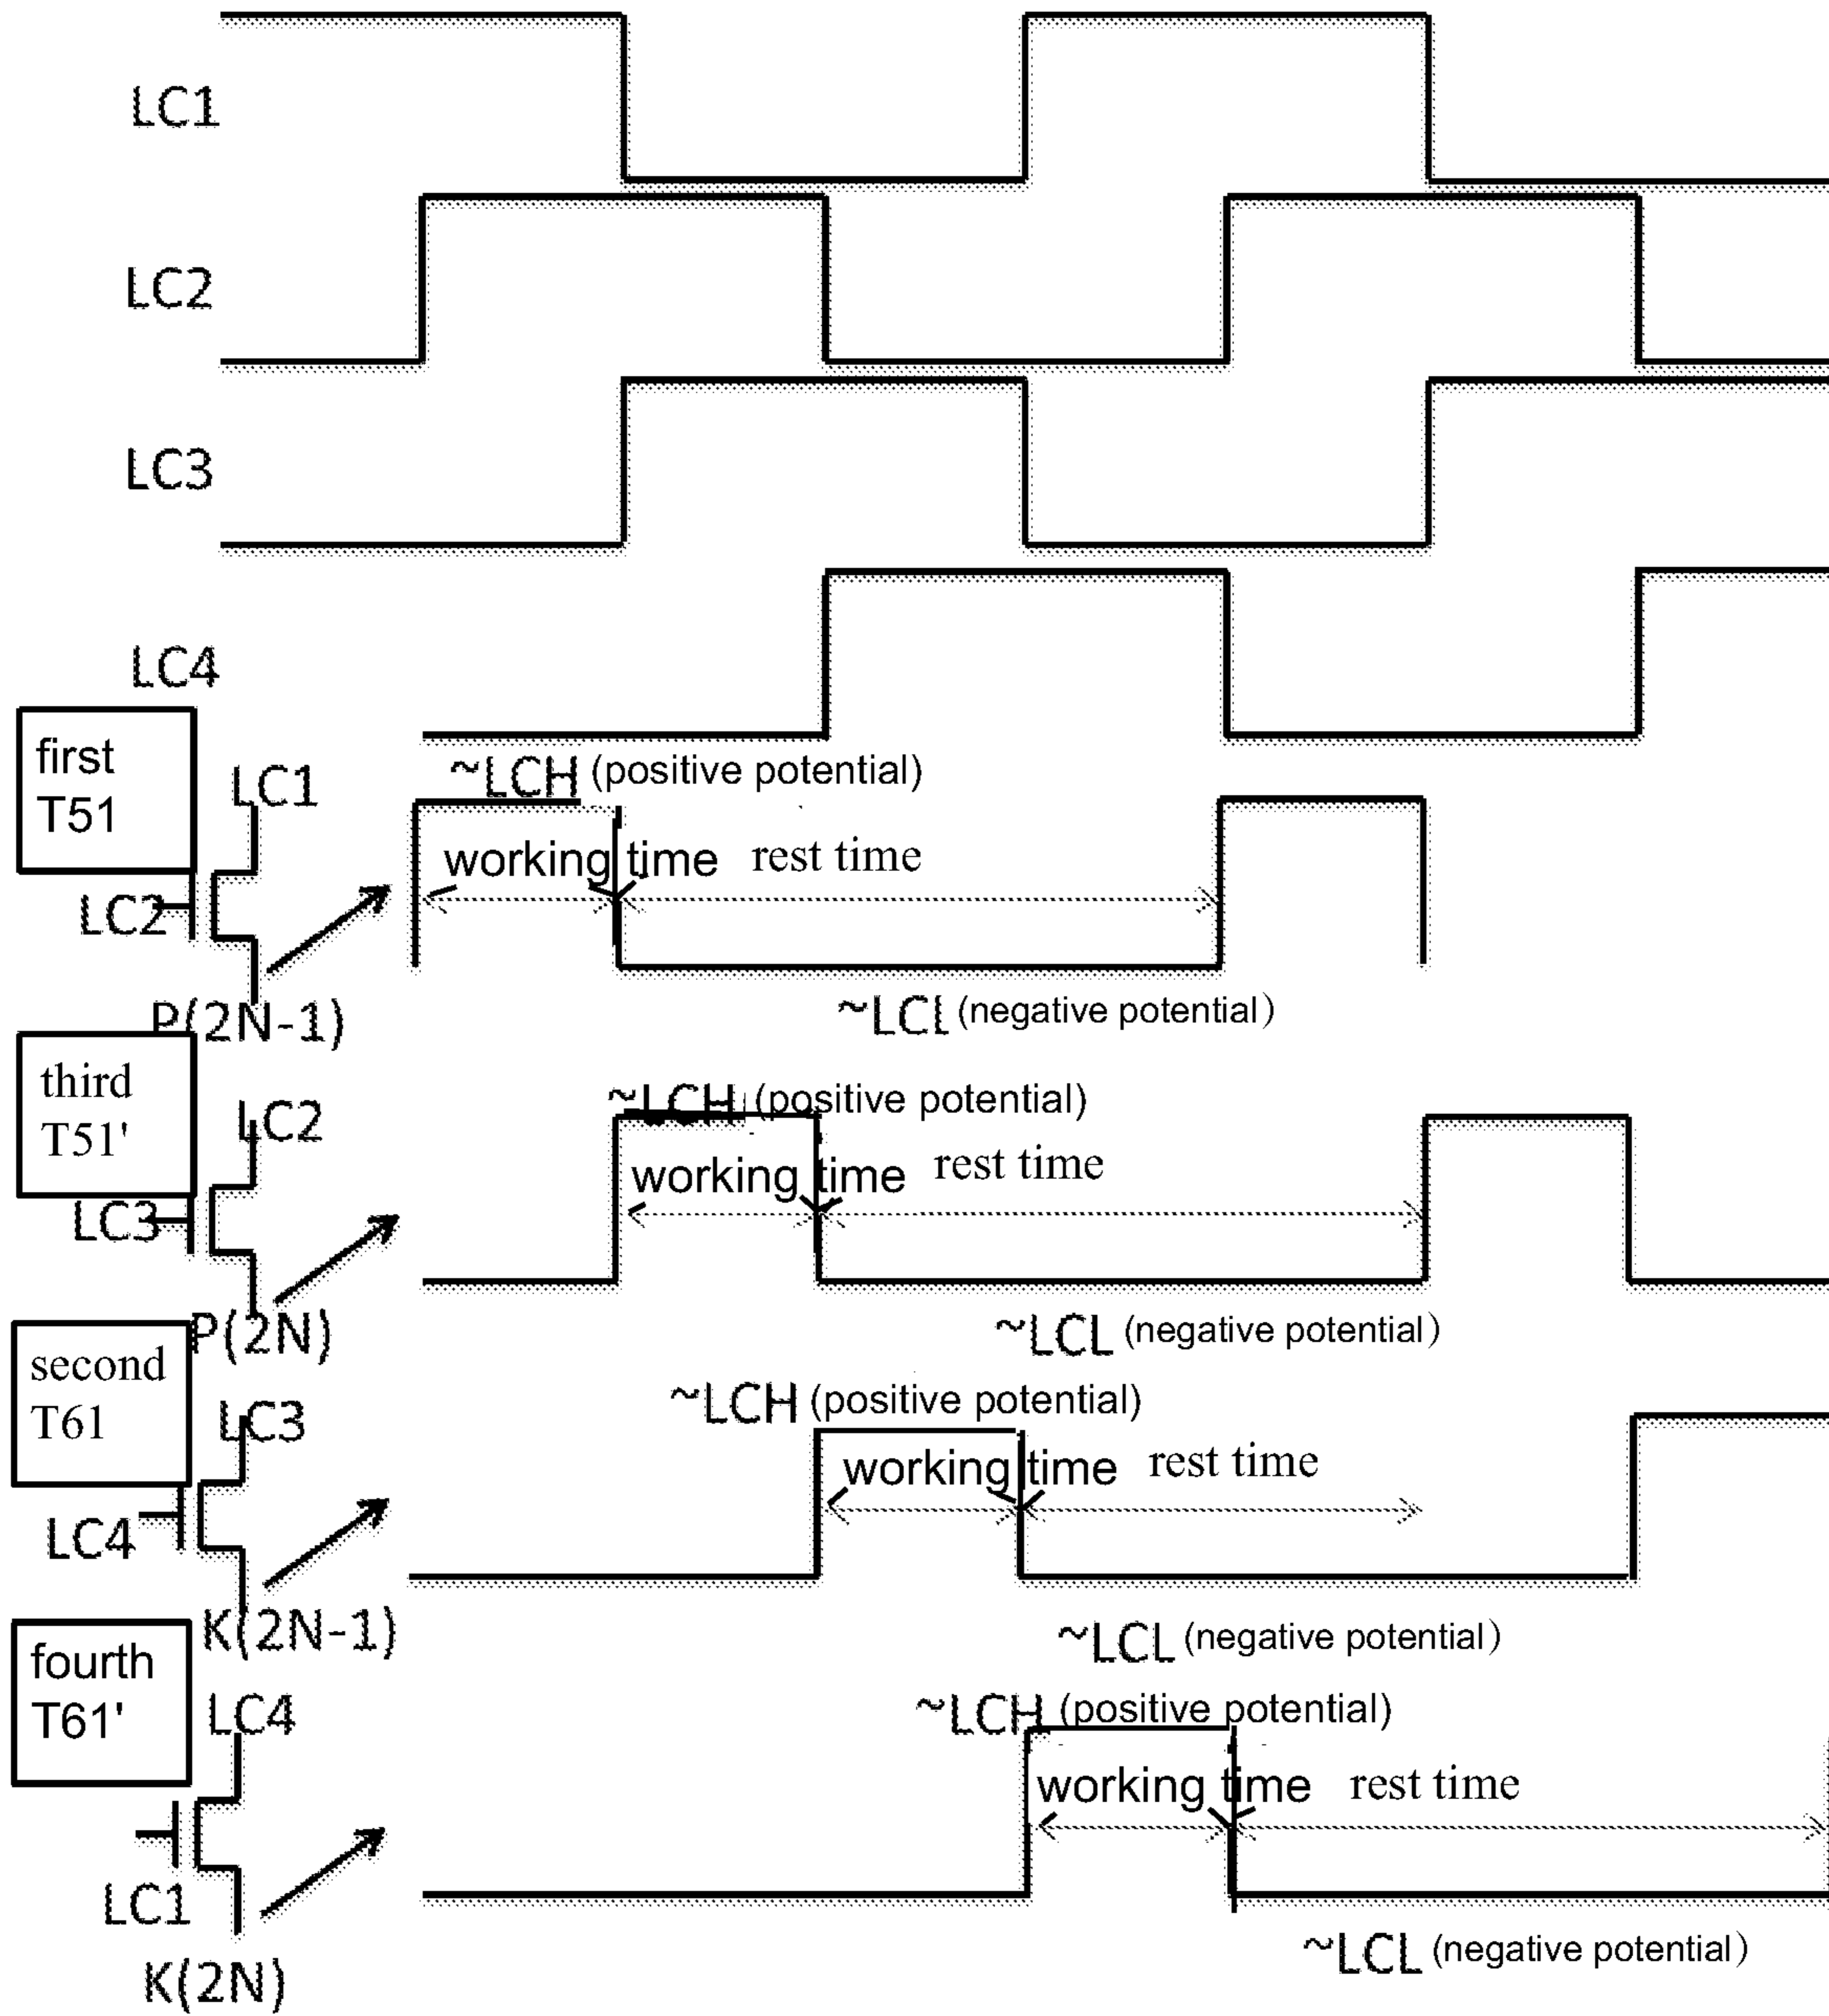 LC1
LC2
LC3
LC4
first
T51
LC1
LC2
P(2N-1)
~LCH (positive potential)
working time rest time
~LCL (negative potential)
third
T51'
LC2
LC3
P(2N)
~LCH (positive potential)
working time rest time
~LCL (negative potential)
second
T61
LC3
LC4
K(2N-1)
~LCH (positive potential)
working time rest time
~LCL (negative potential)
fourth
T61'
LC4
LC1
K(2N)
~LCH (positive potential)
working time rest time
~LCL (negative potential)